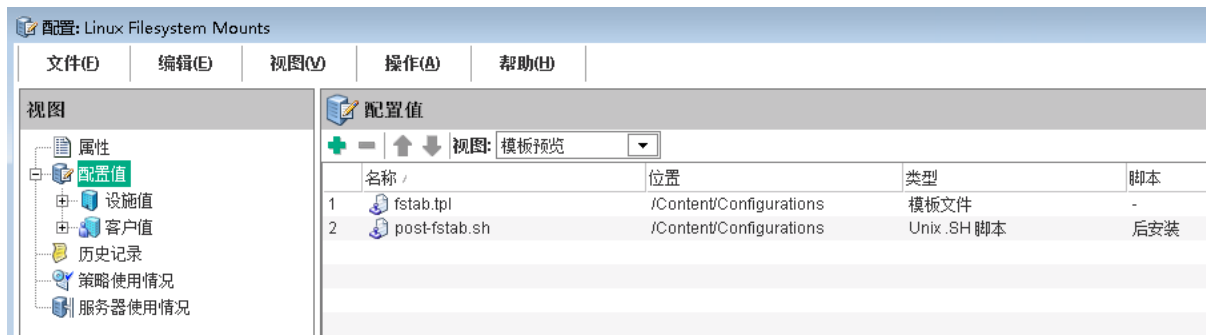 配置: Linux Filesystem Mounts
文件(F) 编辑(E) 视图(V) 操作(A) 帮助(H)
视图
属性
配置值
设施值
客户值
历史记录
策略使用情况
服务器使用情况
配置值
视图: 模板预览
名称 / 位置 类型 脚本
1 fstab.tpl /Content/Configurations 模板文件 -
2 post-fstab.sh /Content/Configurations Unix .SH 脚本 后安装